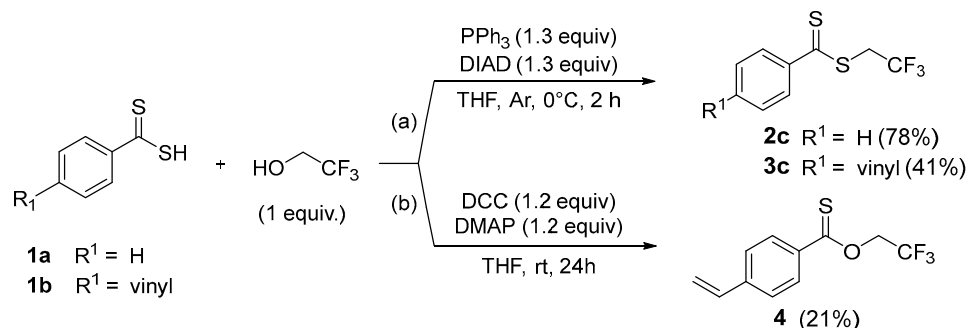 S
SH
R₁
1a R¹ = H
1b R¹ = vinyl
+
HO
CF₃
(1 equiv.)
(a)
PPh₃ (1.3 equiv)
DIAD (1.3 equiv)
THF, Ar, 0°C, 2 h
(b)
DCC (1.2 equiv)
DMAP (1.2 equiv)
THF, rt, 24h
S
S
CF₃
R¹
2c R¹ = H (78%)
3c R¹ = vinyl (41%)
S
O
CF₃
4 (21%)